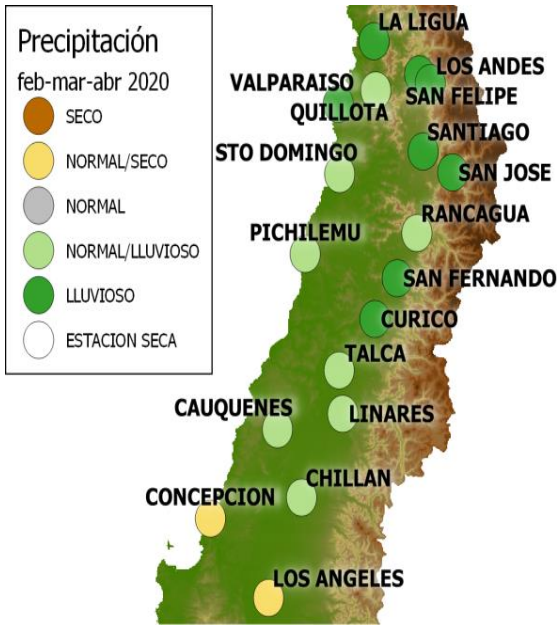 Precipitación
feb-mar-abr 2020
SECO
NORMAL/SECO
NORMAL
NORMAL/LLUVIOSO
LLUVIOSO
ESTACION SECA
LA LIGUA
LOS ANDES
VALPARAISO
SAN FELIPE
QUILLOTA
SANTIAGO
STO DOMINGO
SAN JOSE
RANCAGUA
PICHILEMU
SAN FERNANDO
CURICO
TALCA
CAUQUENES
LINARES
CHILLAN
CONCEPCION
LOS ANGELES